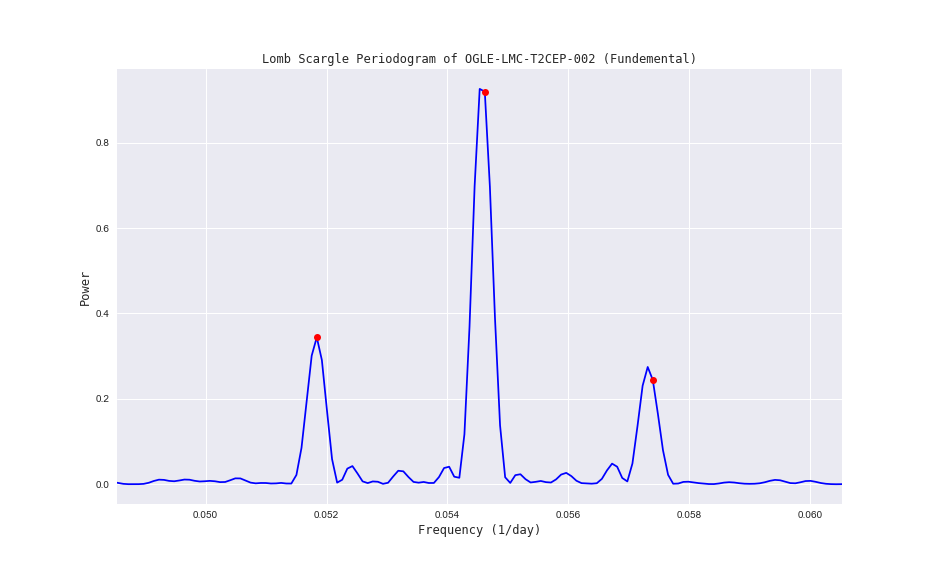 Lomb Scargle Periodogram of OGLE-LMC-T2CEP-002 (Fundemental)
0.8
0.6
0.4
0.2
0.0
Power
0.050 0.052 0.054 0.056 0.058 0.060
Frequency (1/day)